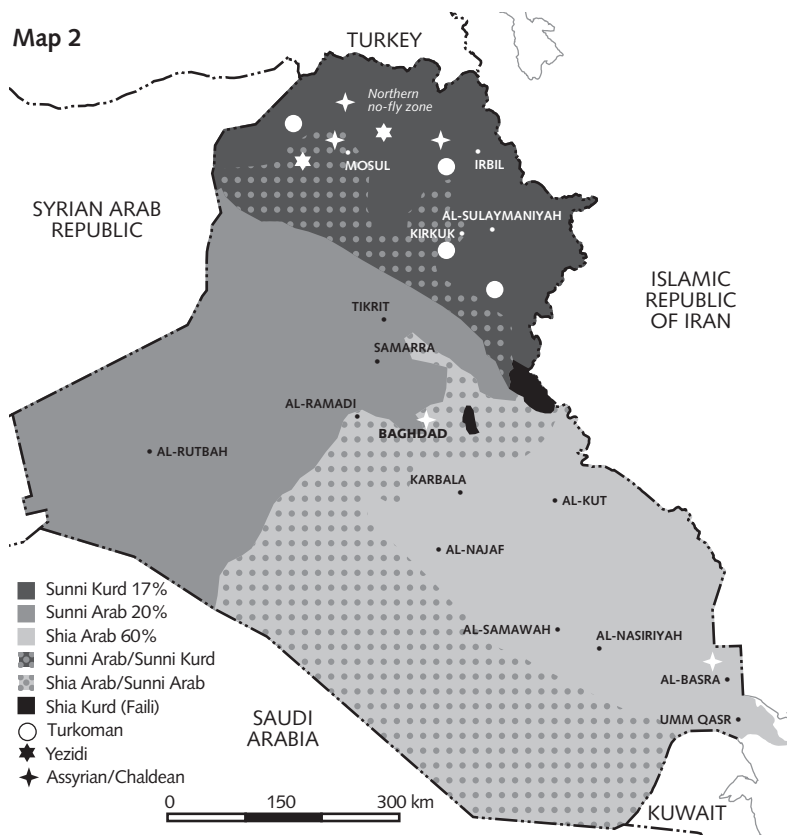 Map 2
TURKEY
Northern
no-fly zone
MOSUL
IRBIL
SYRIAN ARAB
REPUBLIC
AL-SULAYMANIYAH
KIRKUK
ISLAMIC
REPUBLIC
OF IRAN
TIKRIT
SAMARRA
AL-RAMADI
BAGHDAD
AL-RUTBAH
KARBALA
AL-KUT
AL-NAJAF
AL-SAMAWAH
AL-NASIRIYAH
AL-BASRA
UMM QASR
SAUDI
ARABIA
KUWAIT
Sunni Kurd 17%
Sunni Arab 20%
Shia Arab 60%
Sunni Arab/Sunni Kurd
Shia Arab/Sunni Arab
Shia Kurd (Faili)
Turkoman
Yezidi
Assyrian/Chaldean
0 150 300 km